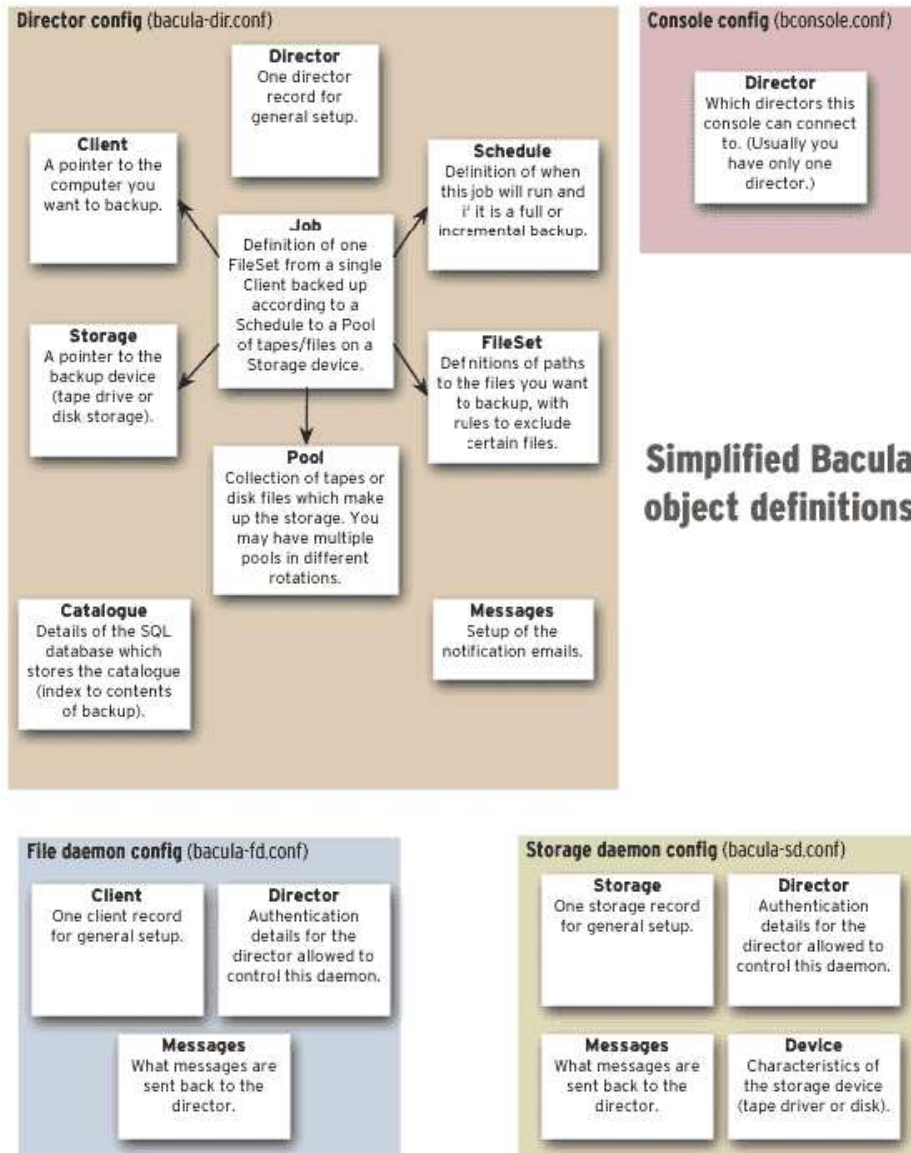 Director config (bacula-dir.conf)
Director
One director
record for
general setup.
Client
A pointer to the
computer you
want to backup.
Schedule
Definition of when
this job will run and
if it is a full or
incremental backup.
Job
Definition of one
FileSet from a single
Client backed up
according to a
Schedule to a Pool
of tapes/files on a
Storage device.
Storage
A pointer to the
backup device
(tape drive or
disk storage).
FileSet
Definitions of paths
to the files you want
to backup, with
rules to exclude
certain files.
Pool
Collection of tapes or
disk files which make
up the storage. You
may have multiple
pools in different
rotations.
Catalogue
Details of the SQL
database which
stores the catalogue
(index to contents
of backup).
Messages
Setup of the
notification emails.
Console config (bconsole.conf)
Director
Which directors this
console can connect
to. (Usually you
have only one
director.)
Simplified Bacula
object definitions
File daemon config (bacula-fd.conf)
Client
One client record
for general setup.
Director
Authentication
details for the
director allowed to
control this daemon.
Messages
What messages are
sent back to the
director.
Storage daemon config (bacula-sd.conf)
Storage
One storage record
for general setup.
Director
Authentication
details for the
director allowed to
control this daemon.
Messages
What messages are
sent back to the
director.
Device
Characteristics of
the storage device
(tape driver or disk).